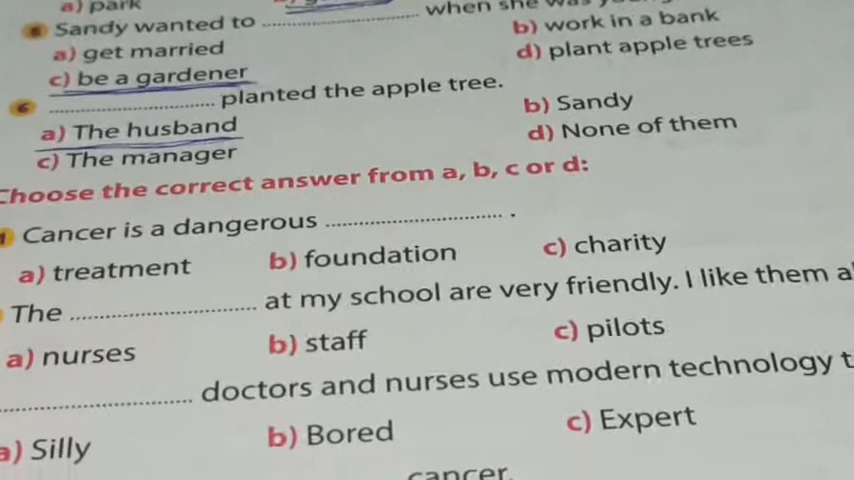 a) park
when she was
5 Sandy wanted to ........................
a) get married b) work in a bank
c) be a gardener d) plant apple trees
6 ........................ planted the apple tree.
a) The husband b) Sandy
c) The manager d) None of them
Choose the correct answer from a, b, c or d:
1 Cancer is a dangerous ........................ .
a) treatment b) foundation c) charity
The ........................ at my school are very friendly. I like them a
a) nurses b) staff c) pilots
........................ doctors and nurses use modern technology t
a) Silly b) Bored c) Expert
cancer.